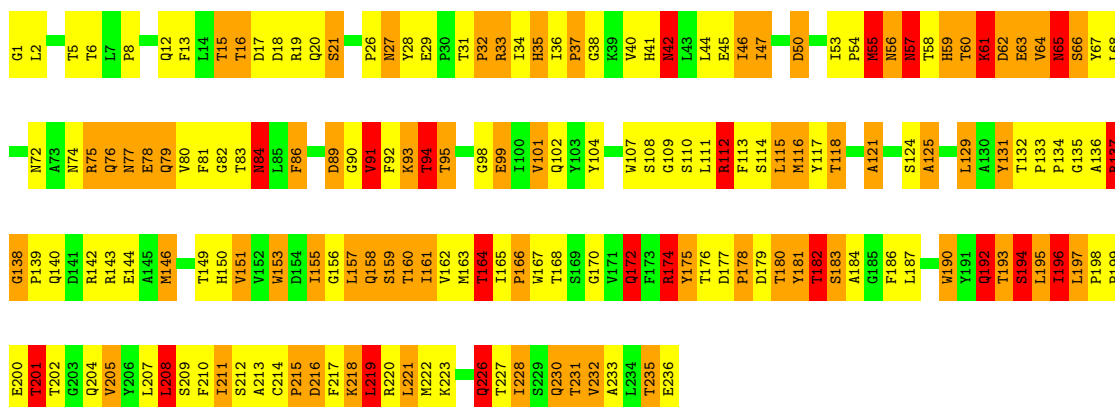 G1 L2 T5 T6 L7 P8 Q12 F13 L14 T15 T16 D17 D18 R19 Q20 S21 P26 N27 Y28 E29 P30 T31 P32 R33 I34 H35 I36 P37 G38 K39 V40 H41 N42 L43 L44 E45 I46 I47 D50 I53 P54 M55 N56 N57 T58 H59 T60 K61 D62 E63 V64 N65 S66 Y67 L68
N72 A73 N74 R75 Q76 N77 E78 Q79 V80 F81 G82 T83 N84 L85 F86 D89 G90 V91 F92 K93 T94 T95 G98 E99 I100 V101 Q102 Y103 Y104 W107 S108 G109 S110 L111 R112 F113 S114 L115 M116 Y117 T118 A121 S124 A125 L129 A130 Y131 T132 P133 P134 G135 A136 R137
G138 P139 Q140 D141 R142 R143 E144 A145 M146 T149 H150 V151 V152 W153 D154 I155 G156 L157 Q158 S159 T160 I161 V162 M163 T164 I165 P166 W167 T168 S169 G170 V171 Q172 F173 R174 Y175 T176 D177 P178 D179 T180 Y181 T182 S183 A184 G185 F186 L187 W190 Y191 Q192 T193 S194 L195 I196 L197 P198 P199
E200 T201 T202 G203 Q204 V205 Y206 L207 L208 S209 F210 I211 S212 A213 C214 P215 D216 F217 K218 L219 R220 L221 M222 K223 Q226 T227 I228 S229 Q230 T231 V232 A233 L234 T235 E236